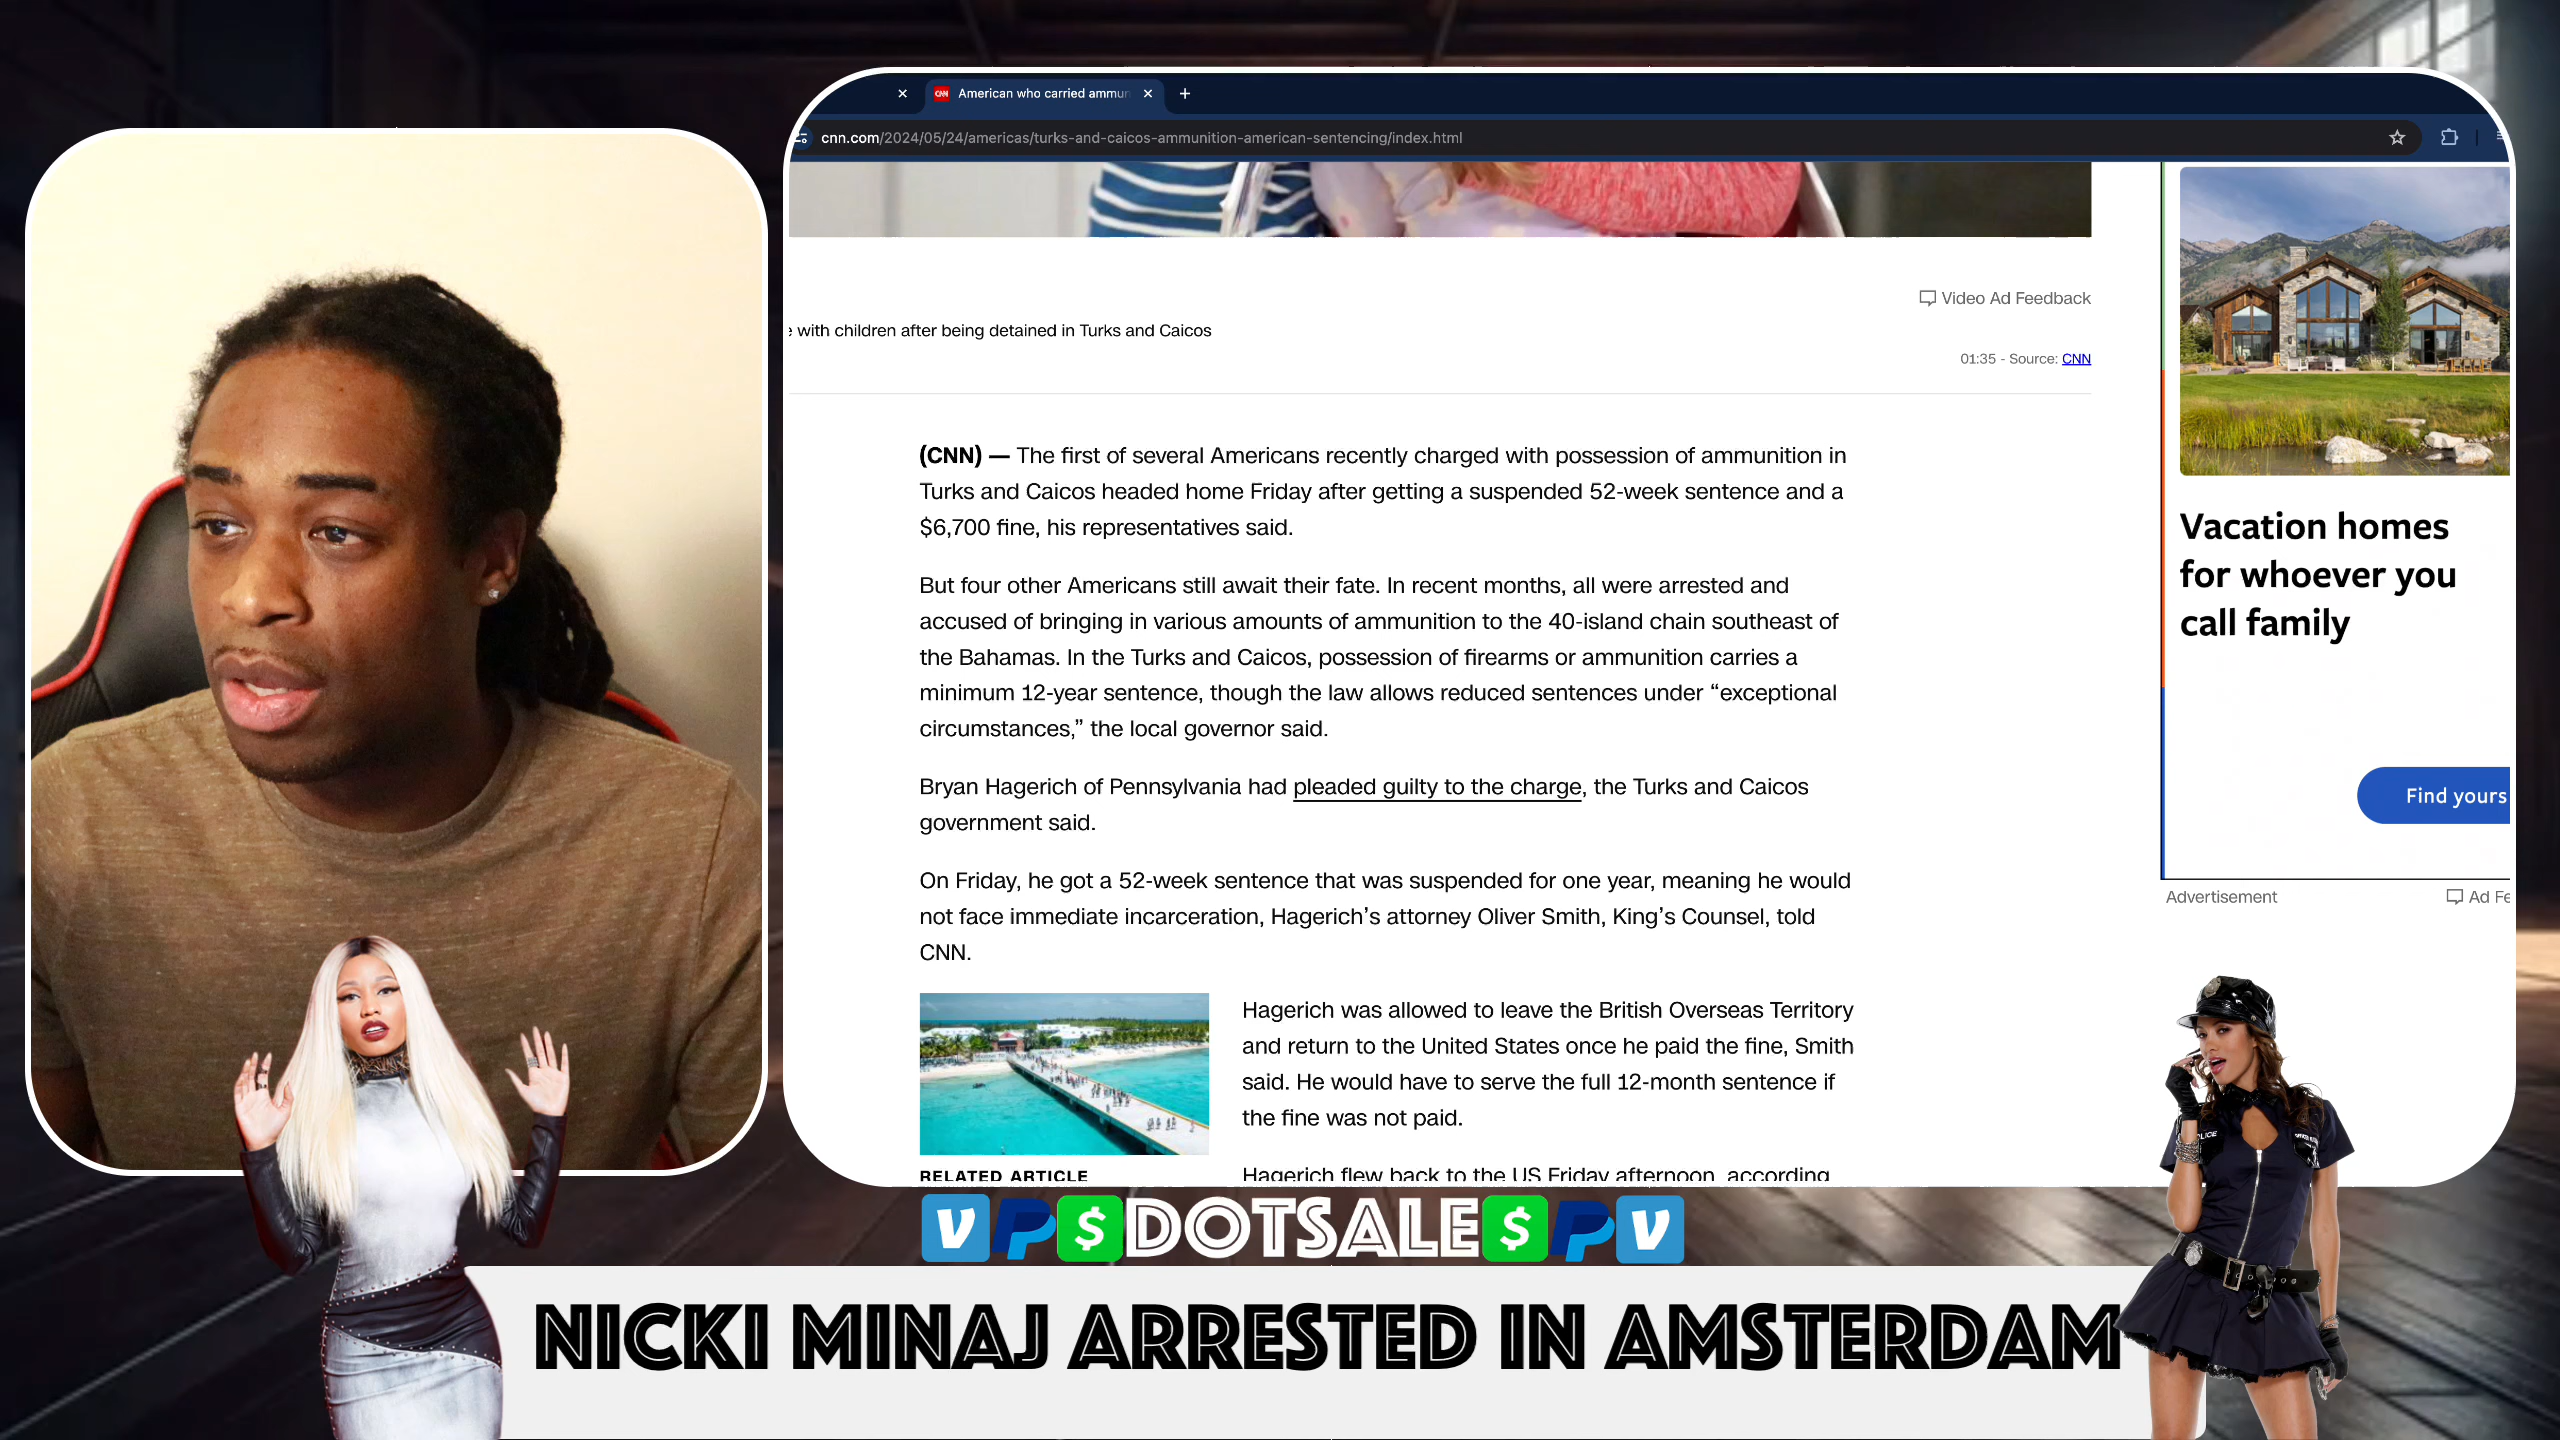 American who carried ammun
cnn.com/2024/05/24/americas/turks-and-caicos-ammunition-american-sentencing/index.html
Video Ad Feedback
with children after being detained in Turks and Caicos
01:35 - Source: CNN
(CNN) — The first of several Americans recently charged with possession of ammunition in
Turks and Caicos headed home Friday after getting a suspended 52-week sentence and a
$6,700 fine, his representatives said.
But four other Americans still await their fate. In recent months, all were arrested and
accused of bringing in various amounts of ammunition to the 40-island chain southeast of
the Bahamas. In the Turks and Caicos, possession of firearms or ammunition carries a
minimum 12-year sentence, though the law allows reduced sentences under “exceptional
circumstances,” the local governor said.
Bryan Hagerich of Pennsylvania had pleaded guilty to the charge, the Turks and Caicos
government said.
On Friday, he got a 52-week sentence that was suspended for one year, meaning he would
not face immediate incarceration, Hagerich’s attorney Oliver Smith, King’s Counsel, told
CNN.
Hagerich was allowed to leave the British Overseas Territory
and return to the United States once he paid the fine, Smith
said. He would have to serve the full 12-month sentence if
the fine was not paid.
RELATED ARTICLE
Hagerich flew back to the US Friday afternoon, according
Vacation homes
for whoever you
call family
Find yours
Advertisement
Ad Fe
DOTSALE
NICKI MINAJ ARRESTED IN AMSTERDAM